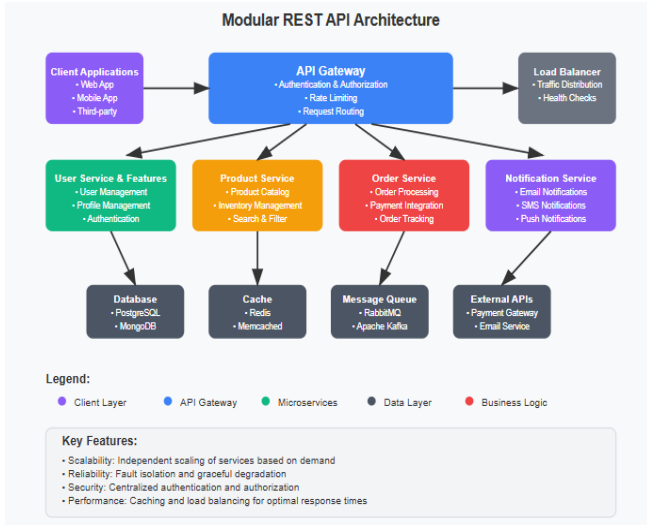 Modular REST API Architecture
Client Applications
• Web App
• Mobile App
• Third-party
API Gateway
• Authentication & Authorization
• Rate Limiting
• Request Routing
Load Balancer
• Traffic Distribution
• Health Checks
User Service & Features
• User Management
• Profile Management
• Authentication
Product Service
• Product Catalog
• Inventory Management
• Search & Filter
Order Service
• Order Processing
• Payment Integration
• Order Tracking
Notification Service
• Email Notifications
• SMS Notifications
• Push Notifications
Database
• PostgreSQL
• MongoDB
Cache
• Redis
• Memcached
Message Queue
• RabbitMQ
• Apache Kafka
External APIs
• Payment Gateway
• Email Service
Legend:
Client Layer
API Gateway
Microservices
Data Layer
Business Logic
Key Features:
• Scalability: Independent scaling of services based on demand
• Reliability: Fault isolation and graceful degradation
• Security: Centralized authentication and authorization
• Performance: Caching and load balancing for optimal response times